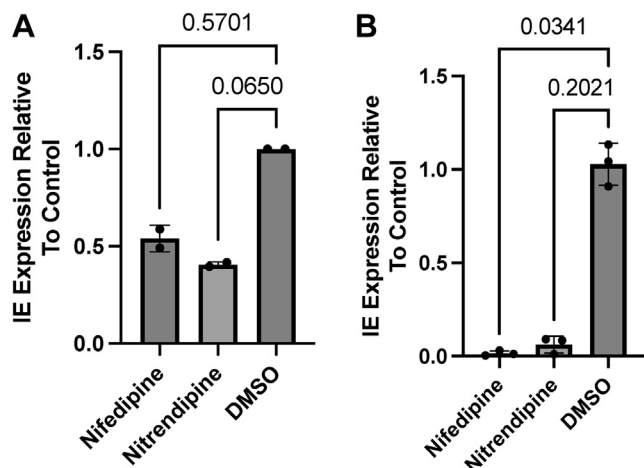 A
IE Expression Relative
To Control
1.5
1.0
0.5
0.0
0.5701
0.0650
Nifedipine
Nitrendipine
DMSO
B
IE Expression Relative
To Control
1.5
1.0
0.5
0.0
0.0341
0.2021
Nifedipine
Nitrendipine
DMSO